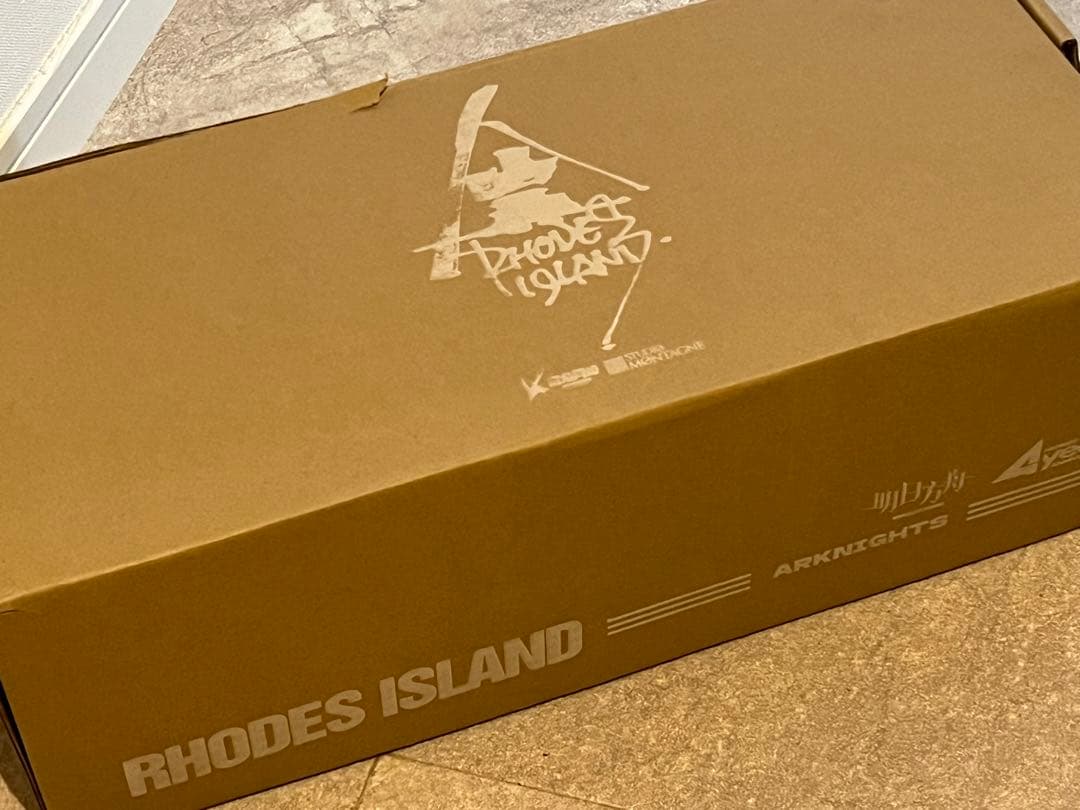 RHODES
ISLAND
STUDIO
MONTAGNE
RHODES ISLAND
明日方舟
ARKNIGHTS